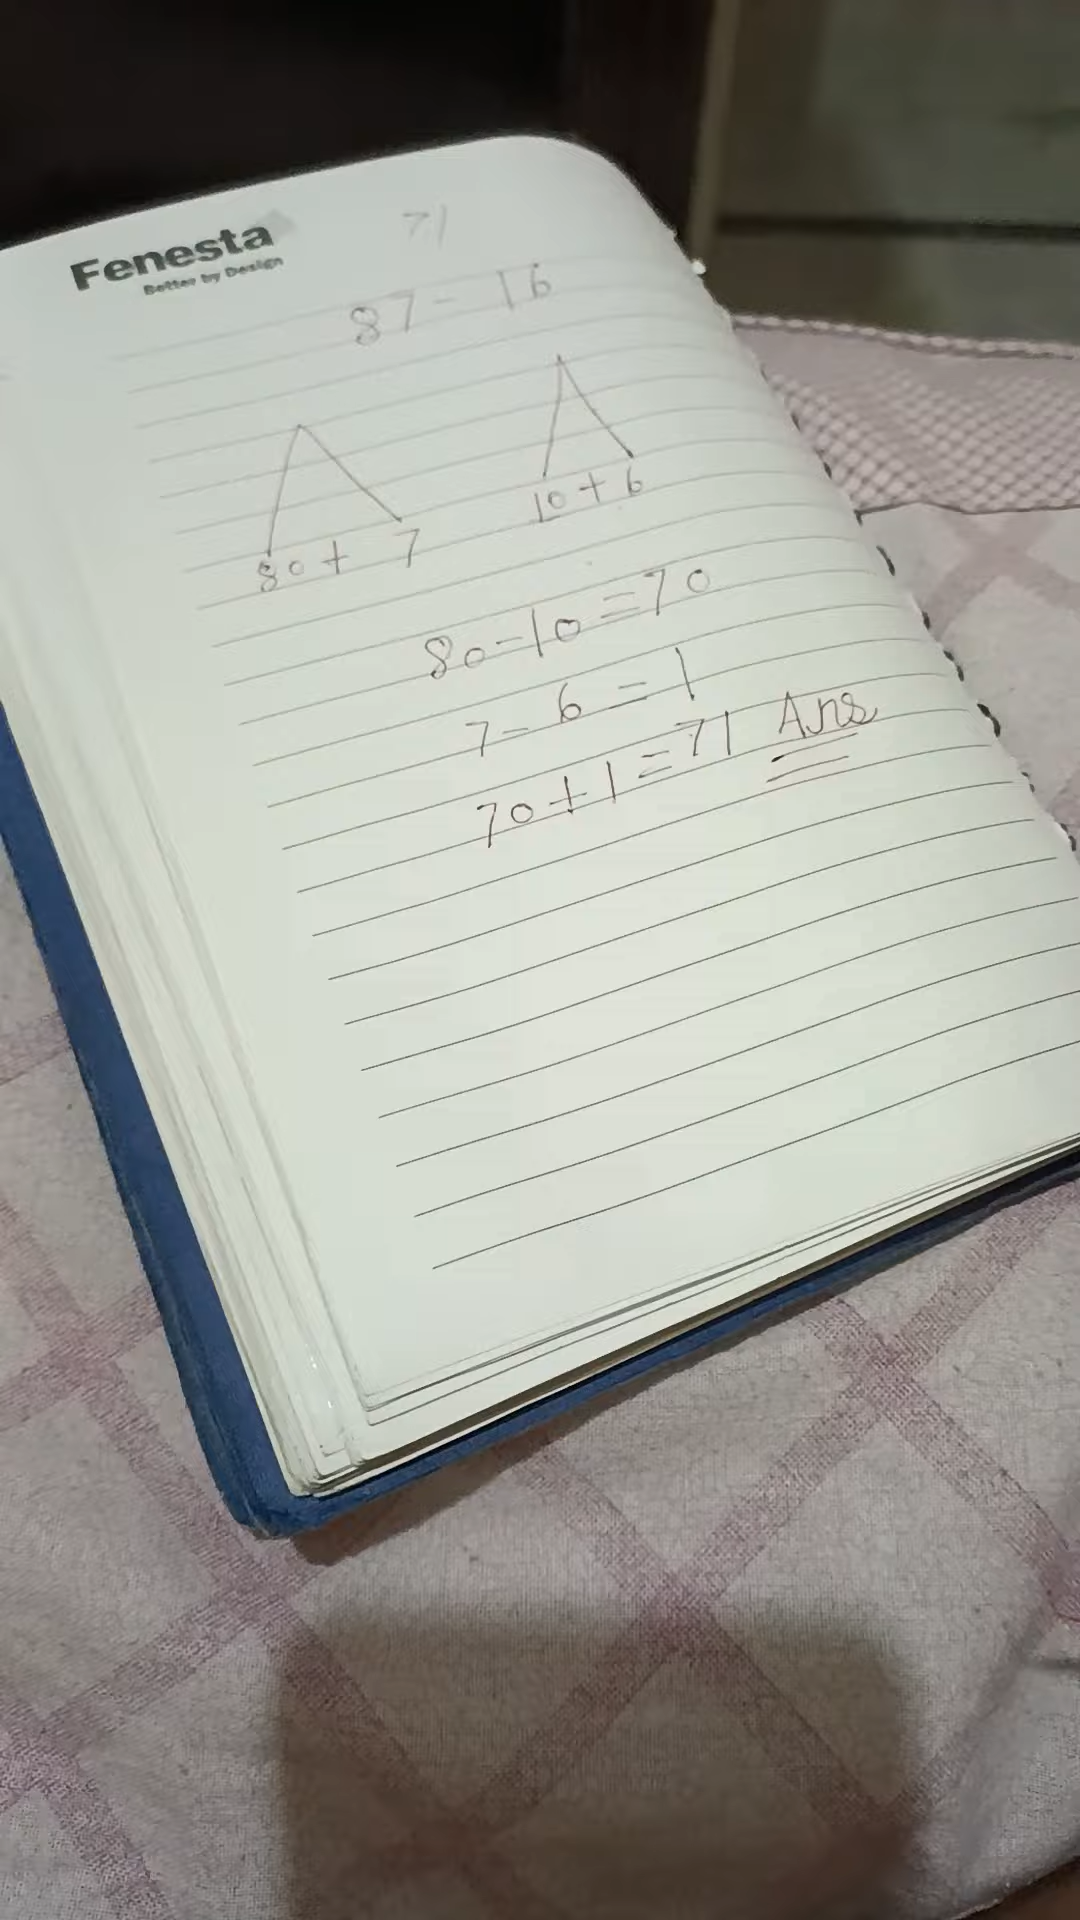 Fenesta
Better by Design
71
87 - 16
80 + 7
10 + 6
80-10 = 70
7 - 6 = 1
70 + 1 = 71 Ans